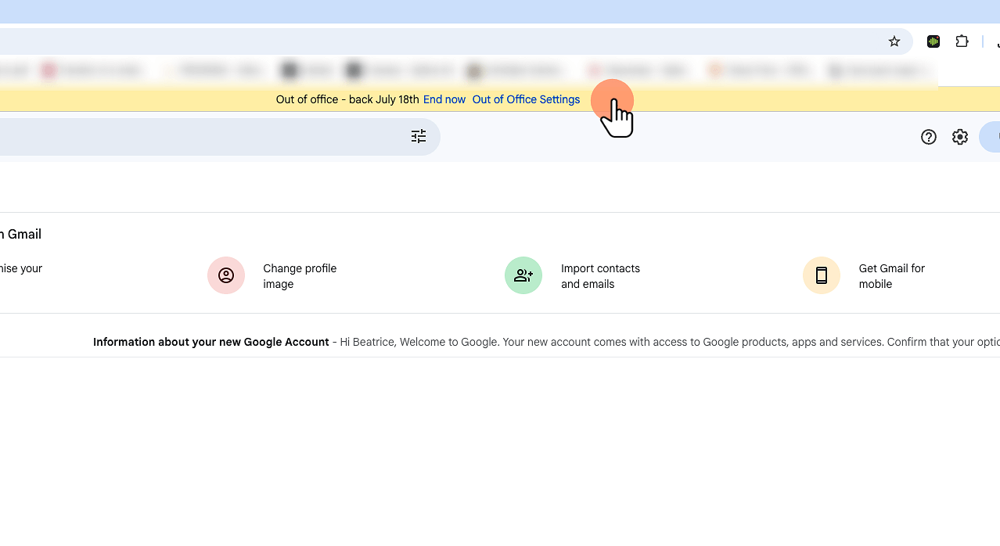 Out of office - back July 18th End now Out of Office Settings
n Gmail
nise your
Change profile
image
Import contacts
and emails
Get Gmail for
mobile
Information about your new Google Account - Hi Beatrice, Welcome to Google. Your new account comes with access to Google products, apps and services. Confirm that your optio